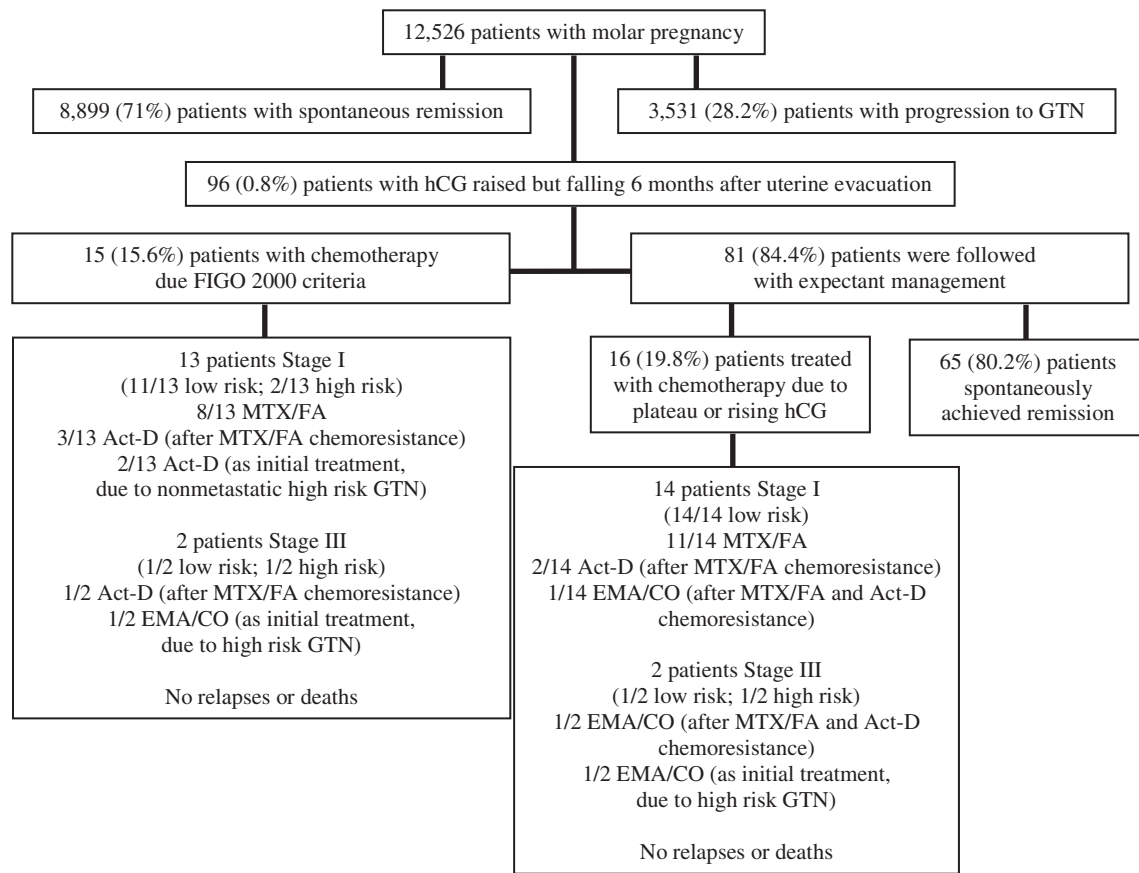 12,526 patients with molar pregnancy
8,899 (71%) patients with spontaneous remission
3,531 (28.2%) patients with progression to GTN
96 (0.8%) patients with hCG raised but falling 6 months after uterine evacuation
15 (15.6%) patients with chemotherapy
due FIGO 2000 criteria
81 (84.4%) patients were followed
with expectant management
13 patients Stage I
(11/13 low risk; 2/13 high risk)
8/13 MTX/FA
3/13 Act-D (after MTX/FA chemoresistance)
2/13 Act-D (as initial treatment,
due to nonmetastatic high risk GTN)
2 patients Stage III
(1/2 low risk; 1/2 high risk)
1/2 Act-D (after MTX/FA chemoresistance)
1/2 EMA/CO (as initial treatment,
due to high risk GTN)
No relapses or deaths
16 (19.8%) patients treated
with chemotherapy due to
plateau or rising hCG
65 (80.2%) patients
spontaneously
achieved remission
14 patients Stage I
(14/14 low risk)
11/14 MTX/FA
2/14 Act-D (after MTX/FA chemoresistance)
1/14 EMA/CO (after MTX/FA and Act-D
chemoresistance)
2 patients Stage III
(1/2 low risk; 1/2 high risk)
1/2 EMA/CO (after MTX/FA and Act-D
chemoresistance)
1/2 EMA/CO (as initial treatment,
due to high risk GTN)
No relapses or deaths